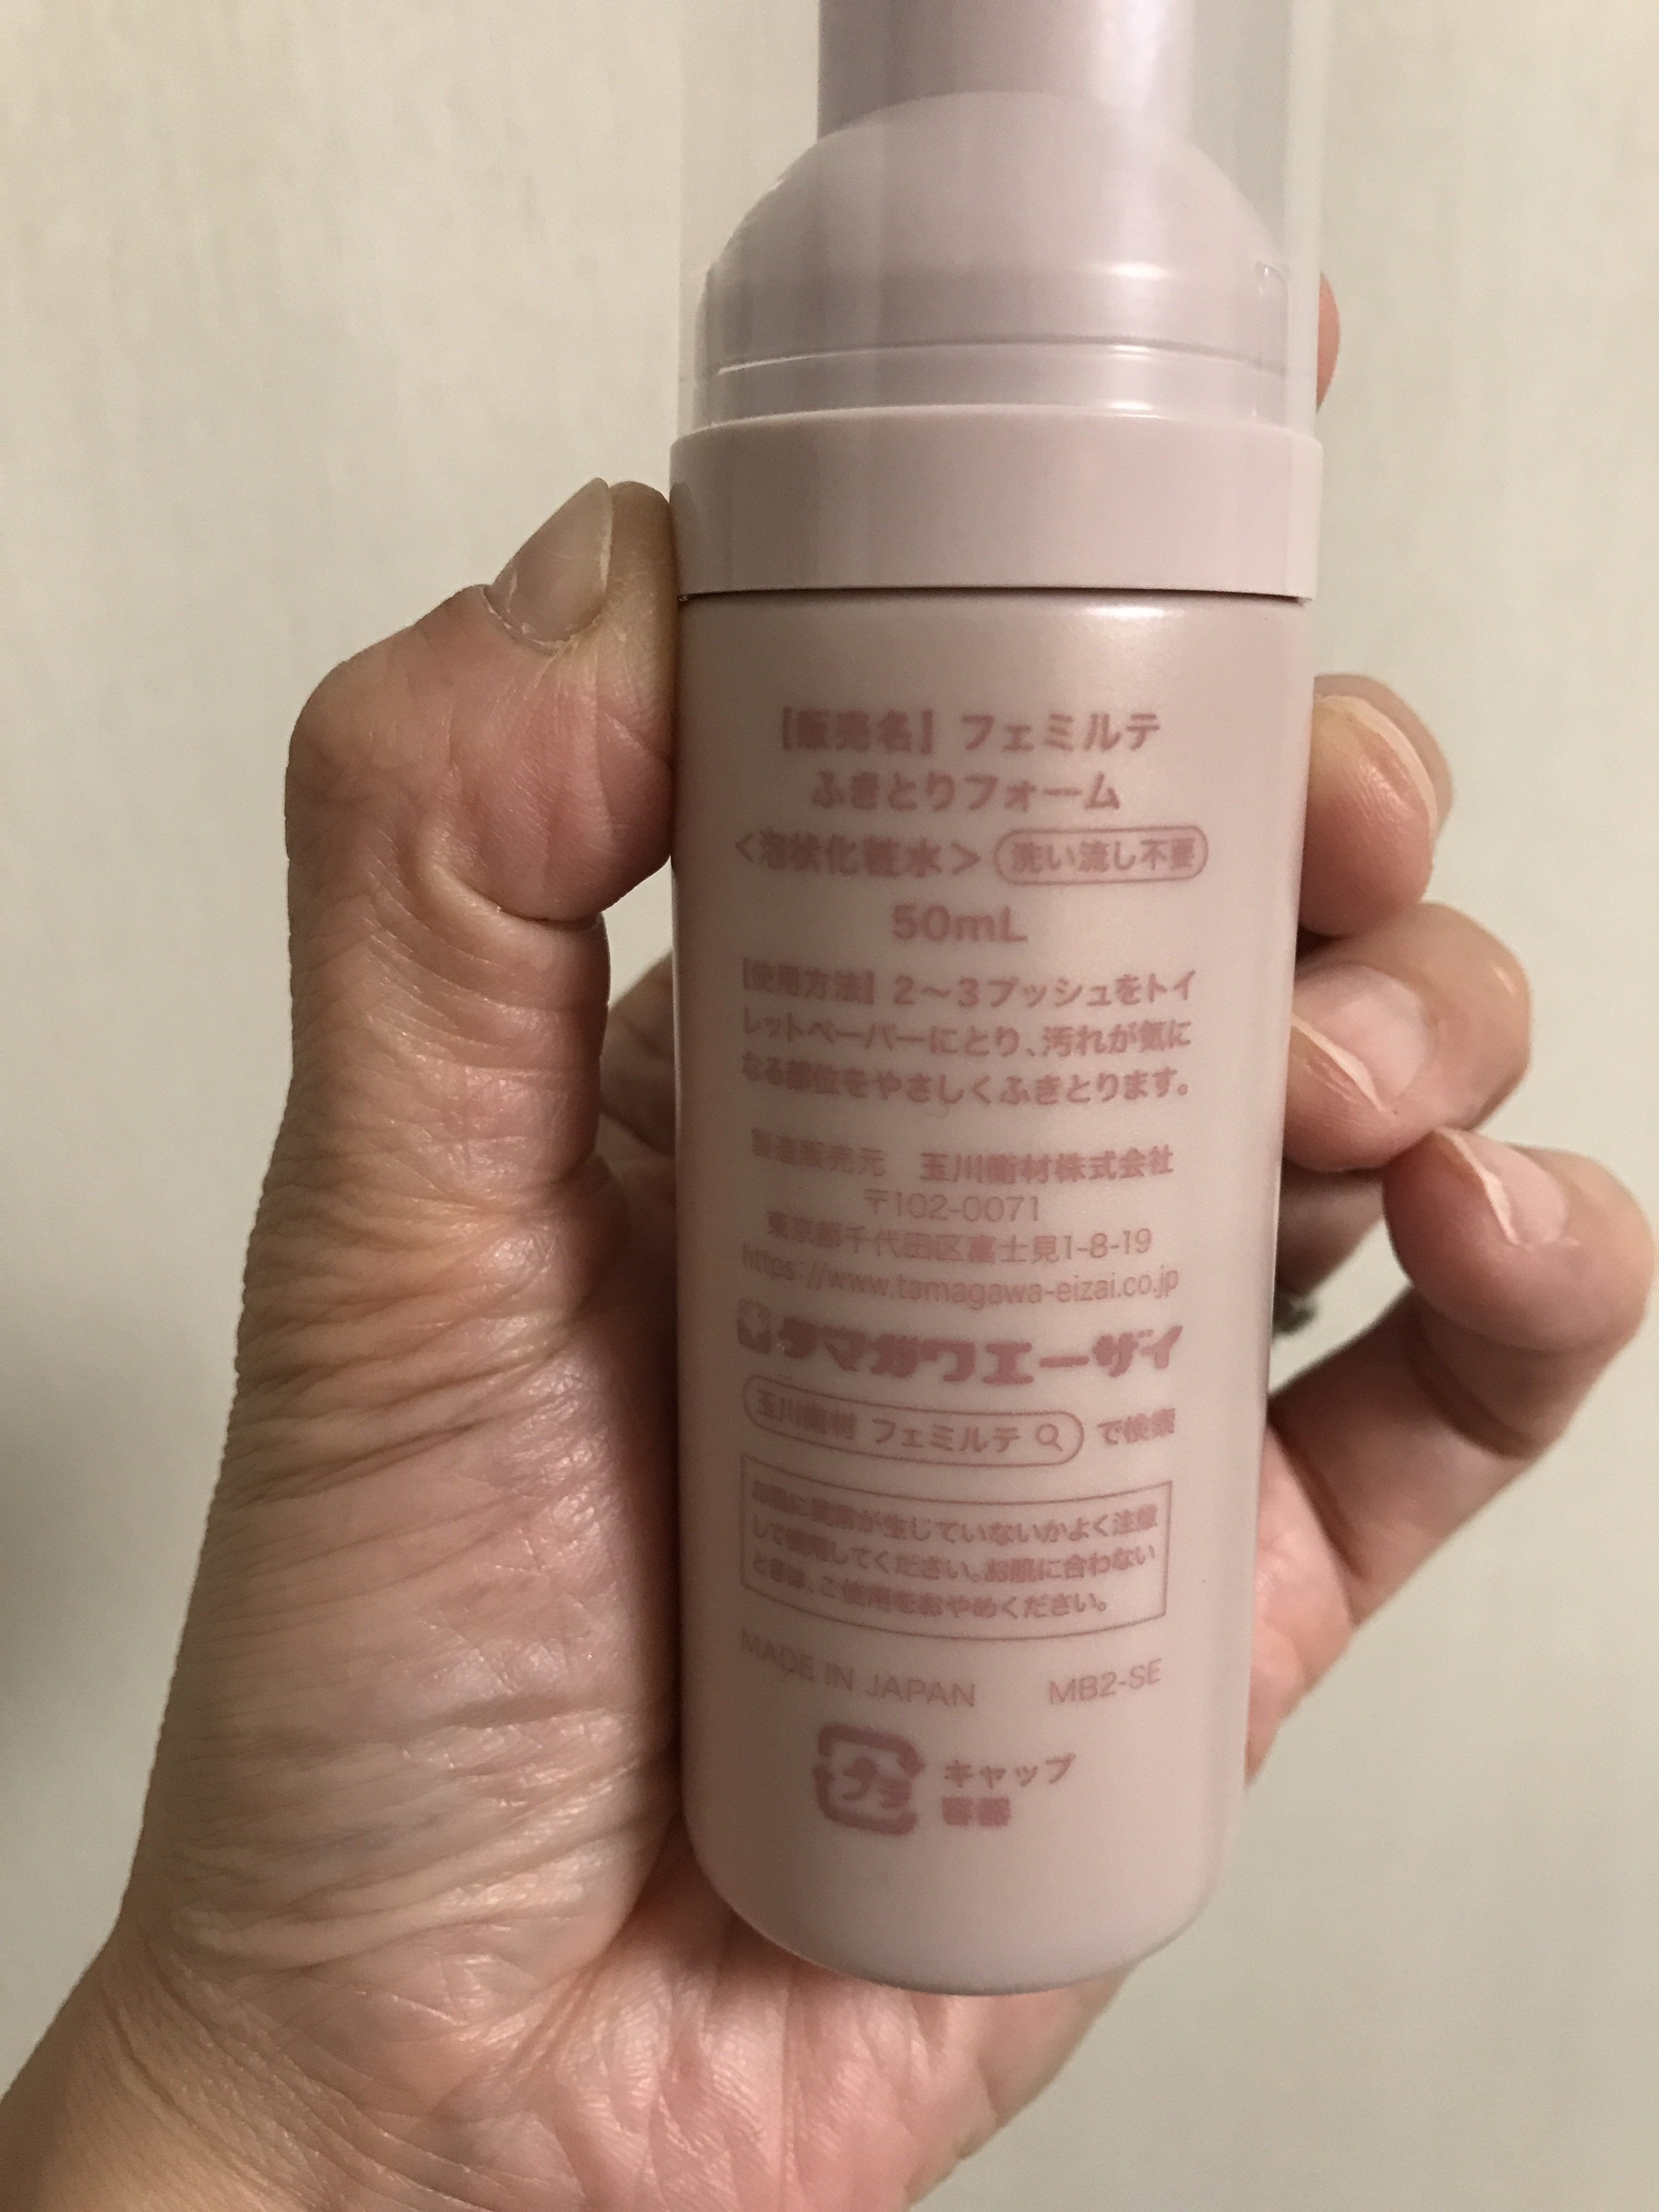 【販売名】フェミルテ
ふきとりフォーム
＜泡状化粧水＞ 洗い流し不要
50mL
【使用方法】2〜3プッシュをトイ
レットペーパーにとり、汚れが気に
なる部位をやさしくふきとります。
製造販売元 玉川衛材株式会社
〒102-0071
東京都千代田区富士見1-8-19
https://www.tamagawa-eizai.co.jp
タマガワエーザイ
玉川衛材 フェミルテ で検索
お肌に異常が生じていないかよく注意
して使用してください。お肌に合わない
ときは、ご使用をおやめください。
MADE IN JAPAN MB2-SE
プラ キャップ
容器